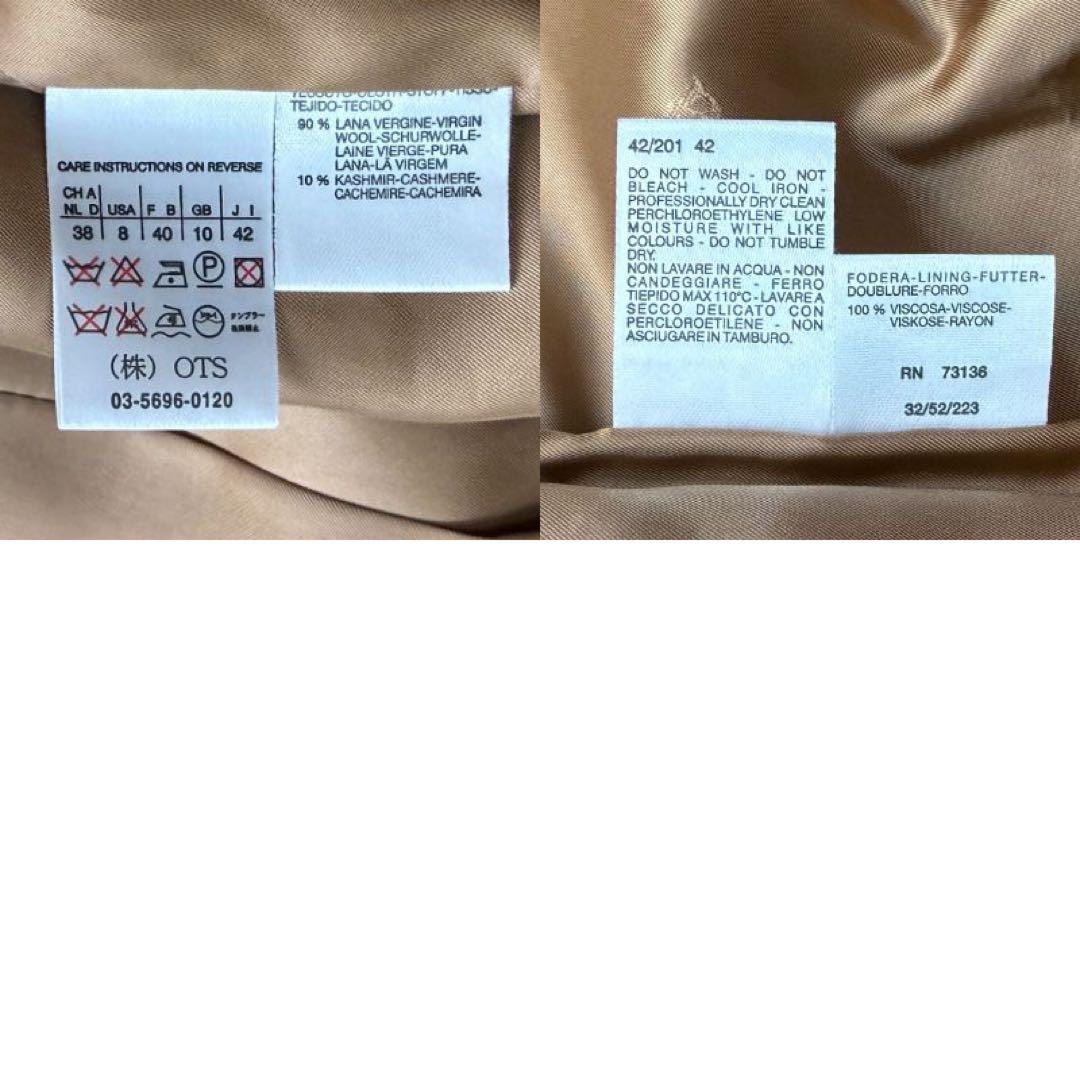 CARE INSTRUCTIONS ON REVERSE
CH A
NL D USA F B GB J I
38 8 40 10 42
P
タンブラー
乾燥禁止
(株) OTS
03-5696-0120
TESSUTO-CLOTH-STOFF-TISSU-
TEJIDO-TECIDO
90 % LANA VERGINE-VIRGIN
WOOL-SCHURWOLLE-
LAINE VIERGE-PURA
LANA-LÃ VIRGEM
10 % KASHMIR-CASHMERE-
CACHEMIRE-CACHEMIRA
42/201 42
DO NOT WASH - DO NOT
BLEACH - COOL IRON -
PROFESSIONALLY DRY CLEAN
PERCHLOROETHYLENE LOW
MOISTURE WITH LIKE
COLOURS - DO NOT TUMBLE
DRY.
NON LAVARE IN ACQUA - NON
CANDEGGIARE - FERRO
TIEPIDO MAX 110°C - LAVARE A
SECCO DELICATO CON
PERCLOROETILENE - NON
ASCIUGARE IN TAMBURO.
FODERA-LINING-FUTTER-
DOUBLURE-FORRO
100 % VISCOSA-VISCOSE-
VISKOSE-RAYON
RN 73136
32/52/223